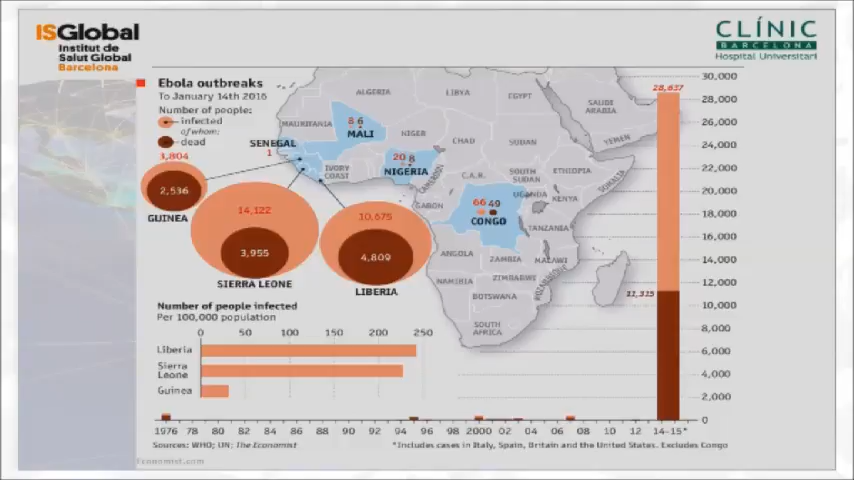 ISGlobal
Institut de
Salut Global
Barcelona
CLÍNIC
BARCELONA
Hospital Universitari
Ebola outbreaks
To January 14th 2016
Number of people:
infected
of whom:
dead
3,804
2,536
GUINEA
14,122
3,955
SIERRA LEONE
10,675
4,809
LIBERIA
SENEGAL
1
8 6
MALI
20 8
NIGERIA
66 49
CONGO
ALGERIA
LIBYA
EGYPT
SAUDI
ARABIA
MAURITANIA
NIGER
CHAD
SUDAN
YEMEN
IVORY
COAST
CAMEROON
C.A.R.
SOUTH
SUDAN
ETHIOPIA
SOMALIA
GABON
UGANDA
KENYA
TANZANIA
ANGOLA
ZAMBIA
MALAWI
MOZAMBIQUE
NAMIBIA
ZIMBABWE
BOTSWANA
SOUTH
AFRICA
28,637
11,315
30,000
28,000
26,000
24,000
22,000
20,000
18,000
16,000
14,000
12,000
10,000
8,000
6,000
4,000
2,000
0
Number of people infected
Per 100,000 population
0 50 100 150 200 250
Liberia
Sierra
Leone
Guinea
1976 78 80 82 84 86 88 90 92 94 96 98 2000 02 04 06 08 10 12 14-15*
Sources: WHO; UN; The Economist
*Includes cases in Italy, Spain, Britain and the United States. Excludes Congo
Economist.com